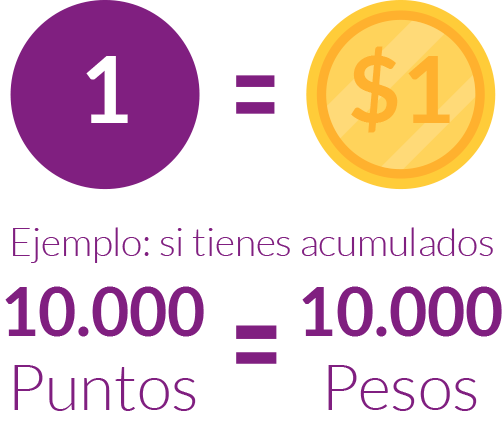 1 = $1
Ejemplo: si tienes acumulados
10.000 = 10.000
Puntos Pesos